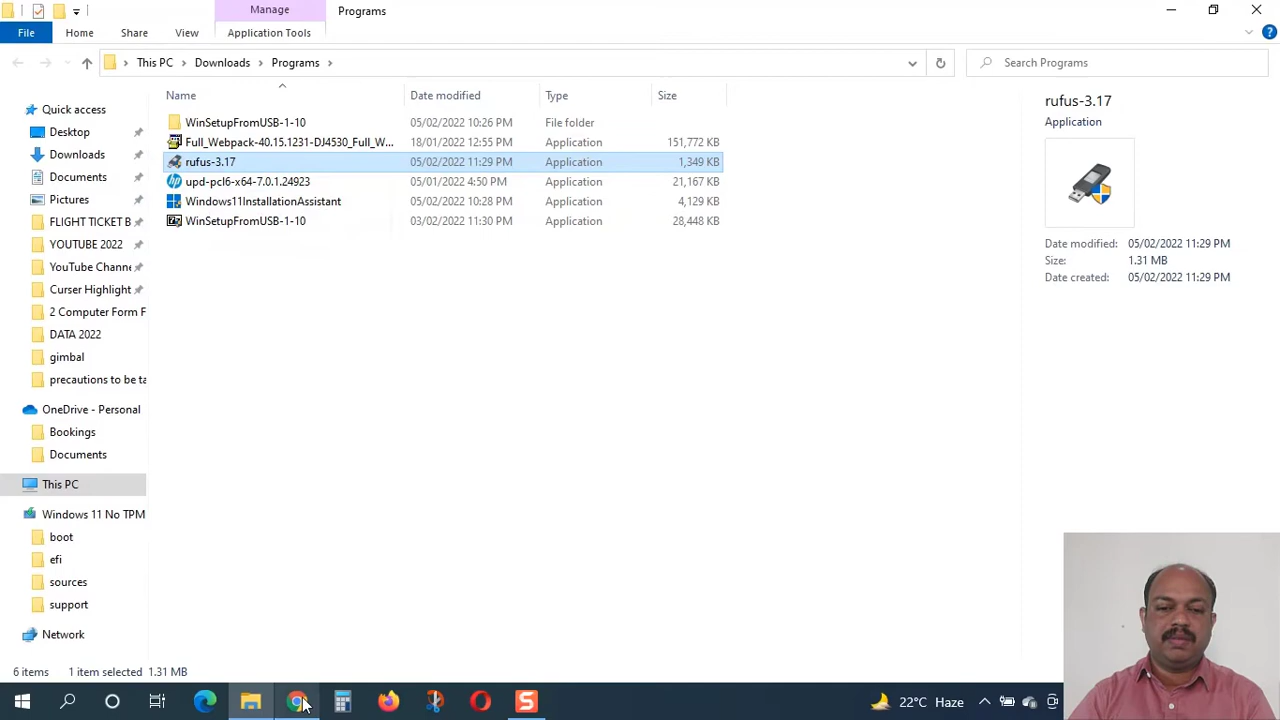 Manage
Programs
File
Home
Share
View
Application Tools
This PC
Downloads
Programs
Search Programs
Name
Date modified
Type
Size
WinSetupFromUSB-1-10
05/02/2022 10:26 PM
File folder
Full_Webpack-40.15.1231-DJ4530_Full_W...
18/01/2022 12:55 PM
Application
151,772 KB
rufus-3.17
05/02/2022 11:29 PM
Application
1,349 KB
upd-pcl6-x64-7.0.1.24923
05/01/2022 4:50 PM
Application
21,167 KB
Windows11InstallationAssistant
05/02/2022 10:28 PM
Application
4,129 KB
WinSetupFromUSB-1-10
03/02/2022 11:30 PM
Application
28,448 KB
Quick access
Desktop
Downloads
Documents
Pictures
FLIGHT TICKET B
YOUTUBE 2022
YouTube Channe
Curser Highlight
2 Computer Form F
DATA 2022
gimbal
precautions to be ta
OneDrive - Personal
Bookings
Documents
This PC
Windows 11 No TPM
boot
efi
sources
support
Network
rufus-3.17
Application
Date modified: 05/02/2022 11:29 PM
Size: 1.31 MB
Date created: 05/02/2022 11:29 PM
6 items
1 item selected 1.31 MB
22°C Haze